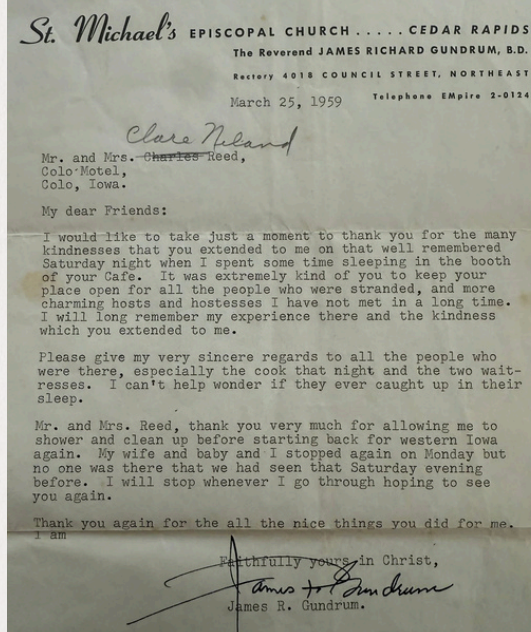 St. Michael's EPISCOPAL CHURCH ..... CEDAR RAPIDS
The Reverend JAMES RICHARD GUNDRUM, B.D.
Rectory 4018 COUNCIL STREET, NORTHEAST
Telephone EMpire 2-0124
March 25, 1959
Clare Niland
Mr. and Mrs. Charles Reed,
Colo Motel,
Colo, Iowa.
My dear Friends:
I would like to take just a moment to thank you for the many
kindnesses that you extended to me on that well remembered
Saturday night when I spent some time sleeping in the booth
of your Cafe. It was extremely kind of you to keep your
place open for all the people who were stranded, and more
charming hosts and hostesses I have not met in a long time.
I will long remember my experience there and the kindness
which you extended to me.
Please give my very sincere regards to all the people who
were there, especially the cook that night and the two wait-
resses. I can't help wonder if they ever caught up in their
sleep.
Mr. and Mrs. Reed, thank you very much for allowing me to
shower and clean up before starting back for western Iowa
again. My wife and baby and I stopped again on Monday but
no one was there that we had seen that Saturday evening
before. I will stop whenever I go through hoping to see
you again.
Thank you again for the all the nice things you did for me.
I am
Faithfully yours in Christ,
James R Gundrum
James R. Gundrum.